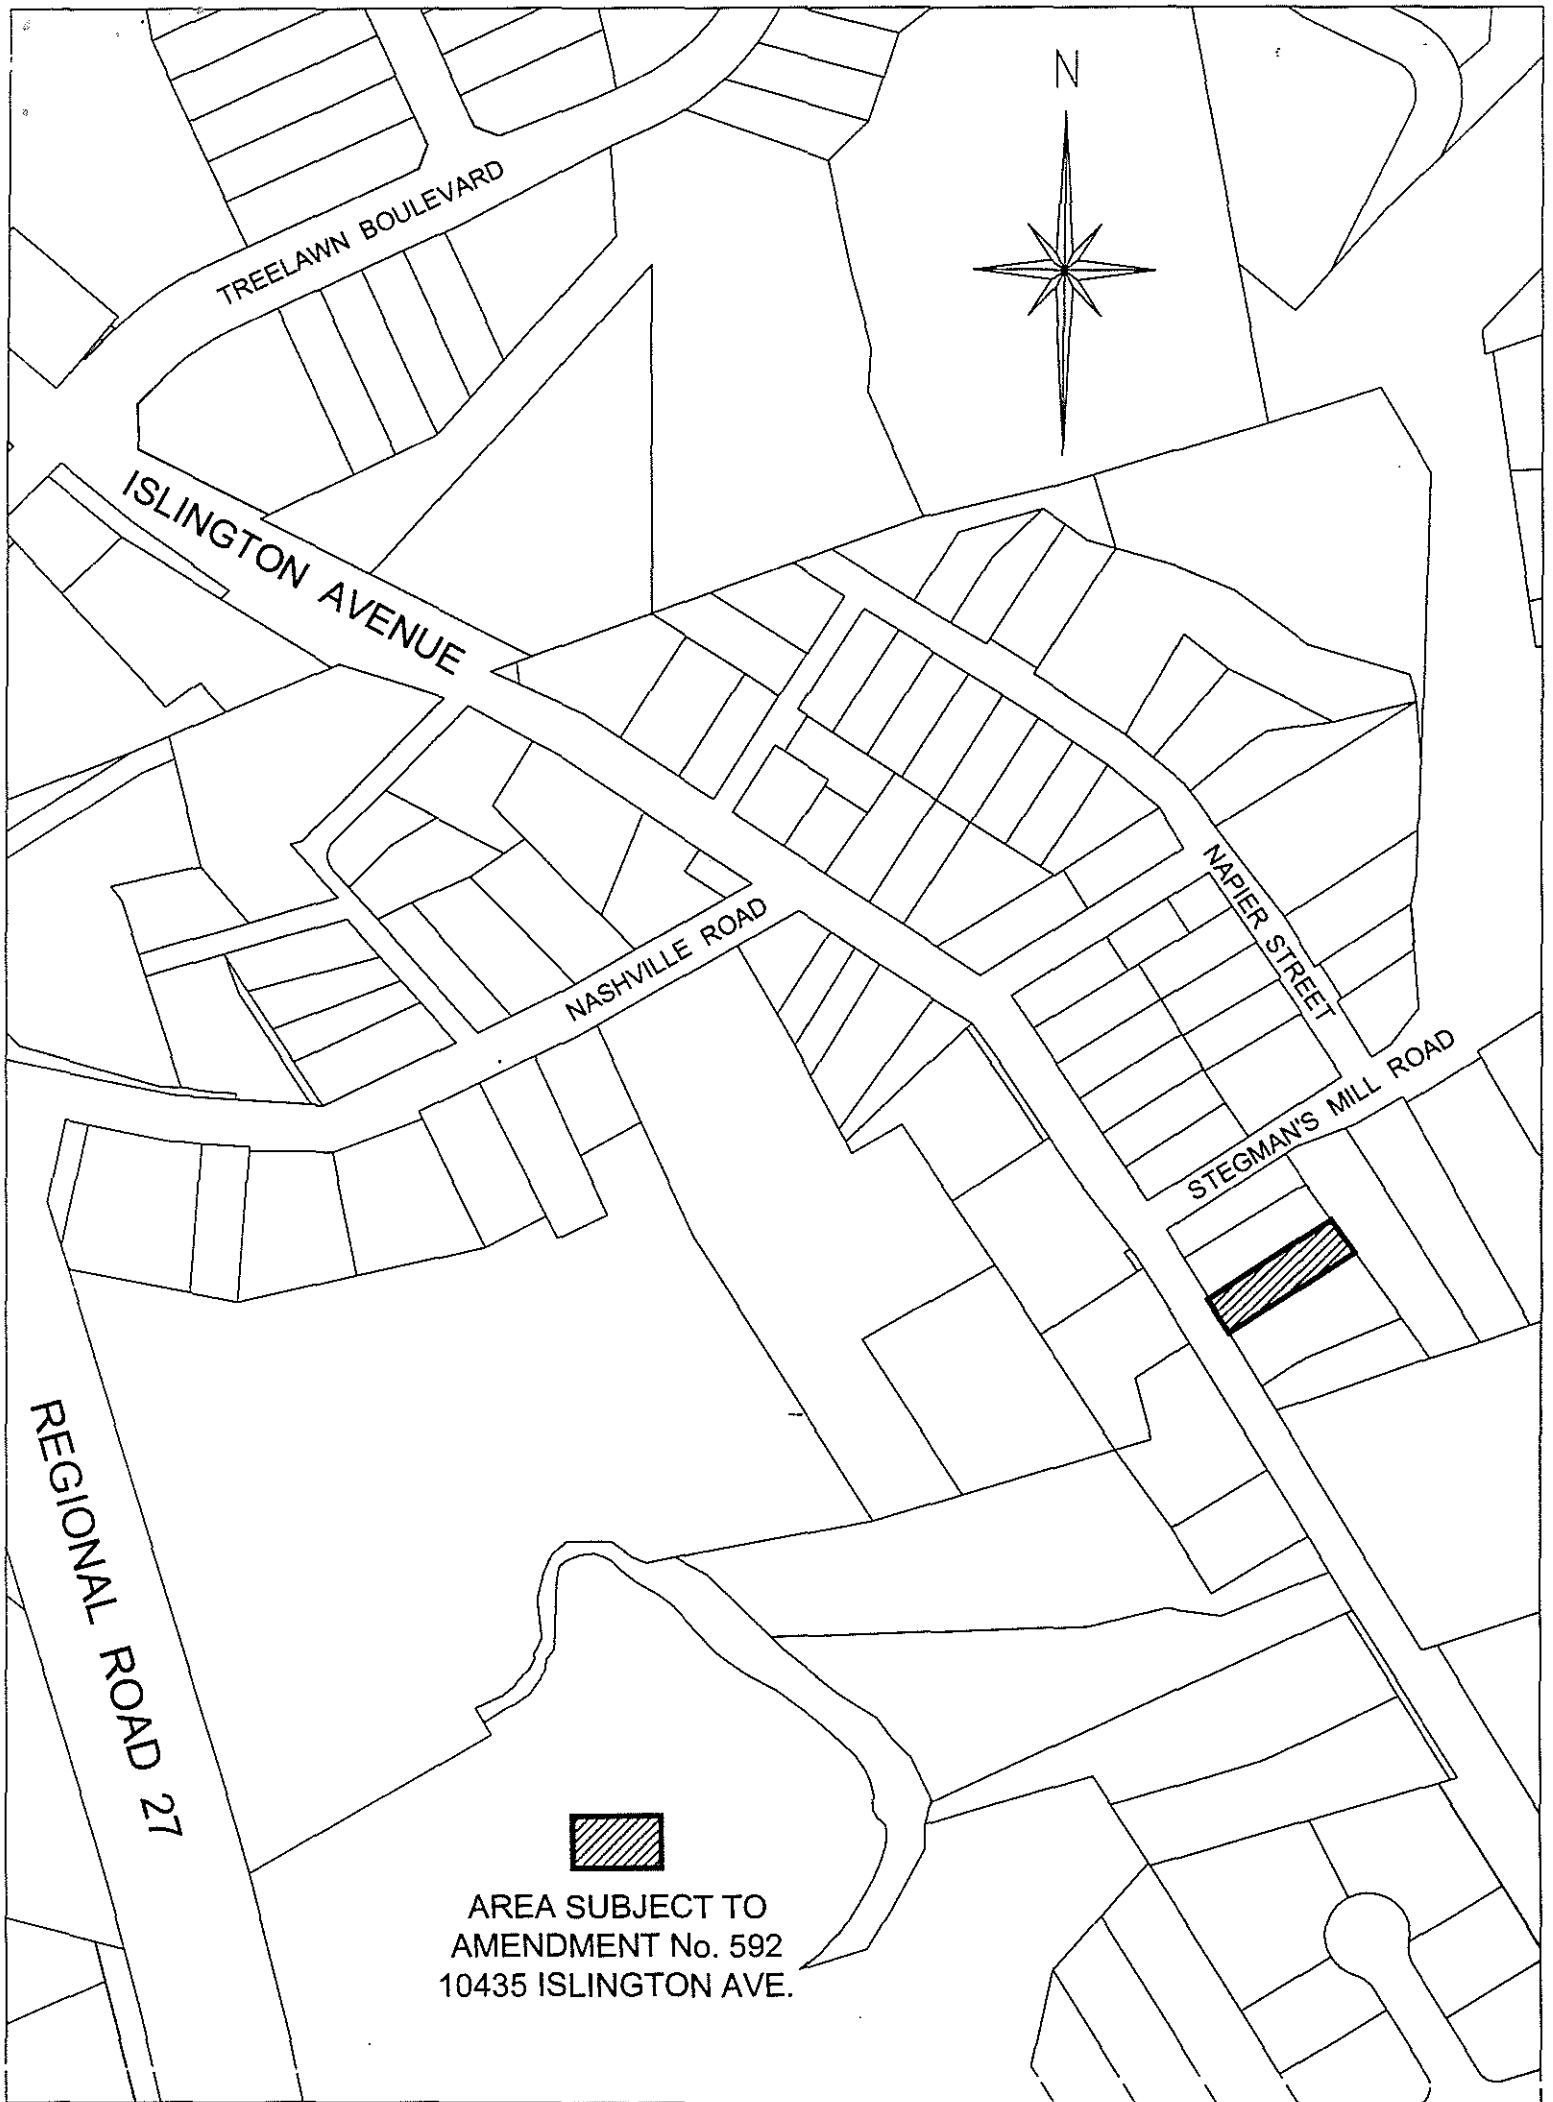 N
TREELAWN BOULEVARD
ISLINGTON AVENUE
NAPIER STREET
NASHVILLE ROAD
STEGMAN'S MILL ROAD
REGIONAL ROAD 27
AREA SUBJECT TO
AMENDMENT No. 592
10435 ISLINGTON AVE.